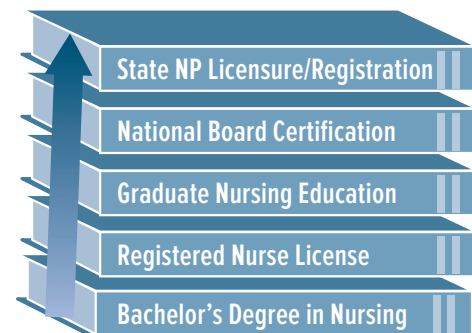 State NP Licensure/Registration
National Board Certification
Graduate Nursing Education
Registered Nurse License
Bachelor’s Degree in Nursing